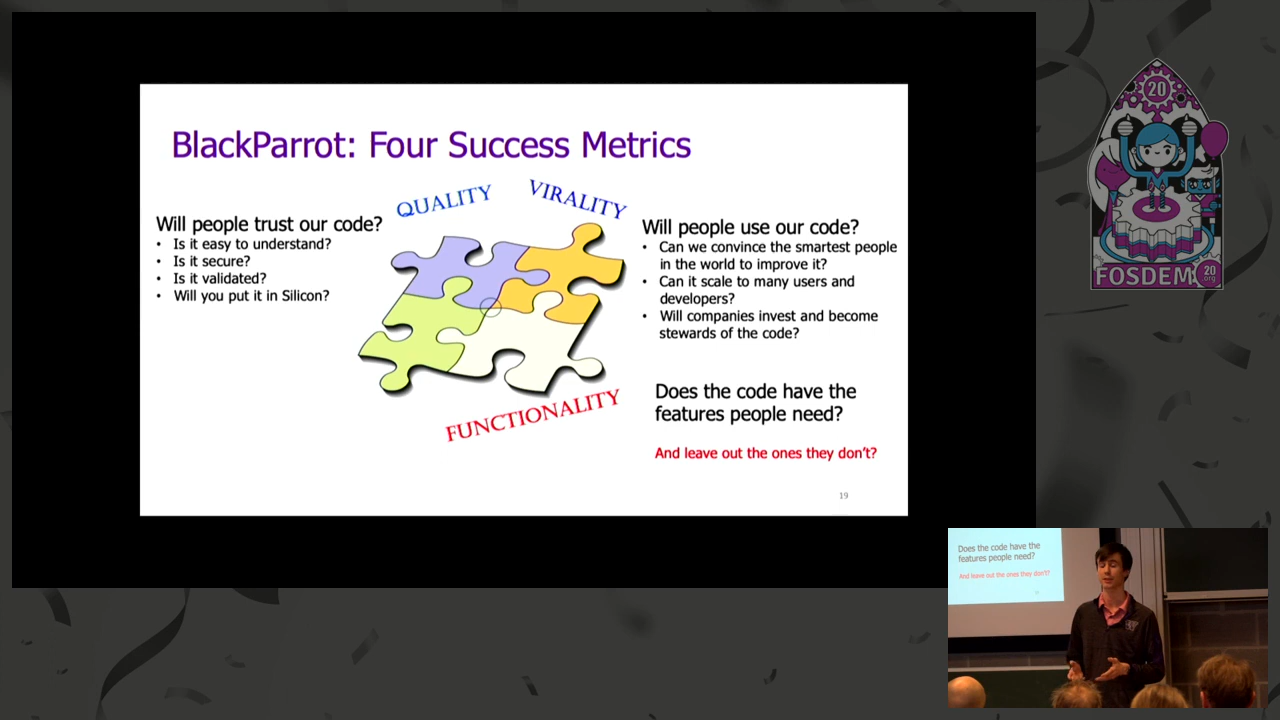 BlackParrot: Four Success Metrics
QUALITY
VIRALITY
Will people trust our code?
• Is it easy to understand?
• Is it secure?
• Is it validated?
• Will you put it in Silicon?
Will people use our code?
• Can we convince the smartest people
in the world to improve it?
• Can it scale to many users and
developers?
• Will companies invest and become
stewards of the code?
FUNCTIONALITY
Does the code have the
features people need?
And leave out the ones they don't?
19
20
FOSDEM
20
.org
Does the code have the
features people need?
And leave out the ones they don't?